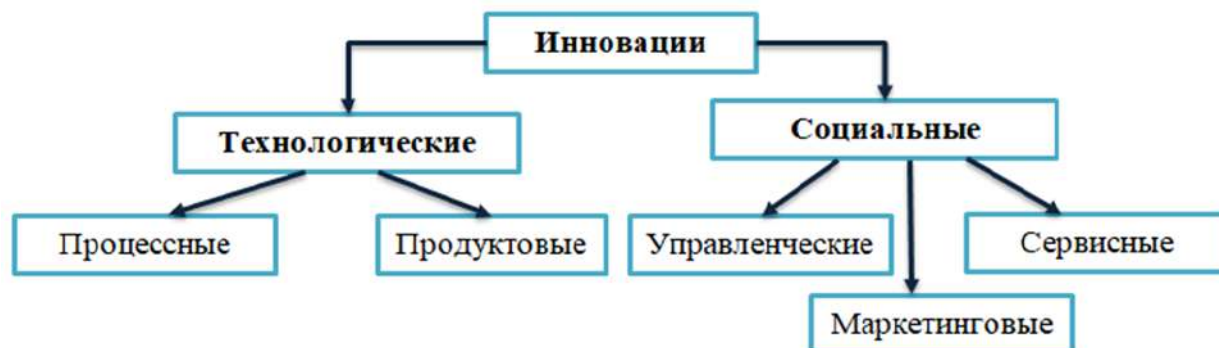 Инновации
Технологические
Социальные
Процессные
Продуктовые
Управленческие
Сервисные
Маркетинговые